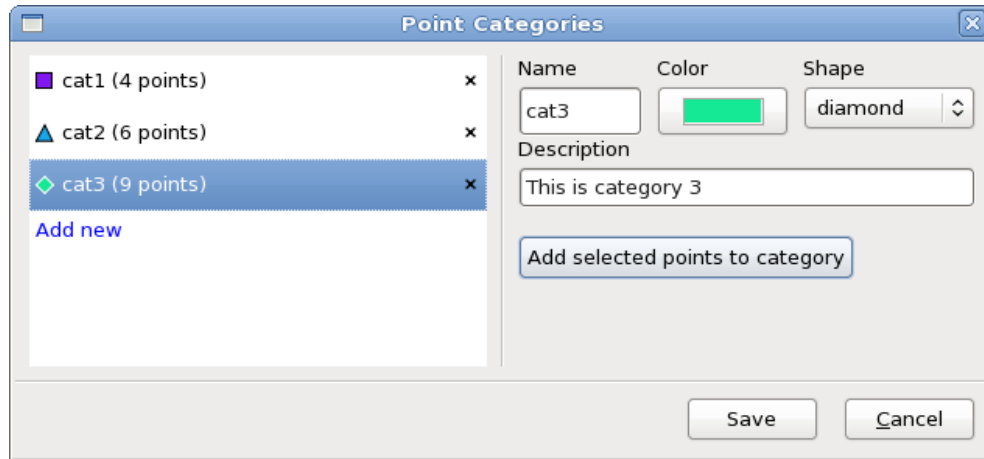 Point Categories
cat1 (4 points)
cat2 (6 points)
cat3 (9 points)
Add new
Name Color Shape
cat3 diamond
Description
This is category 3
Add selected points to category
Save Cancel